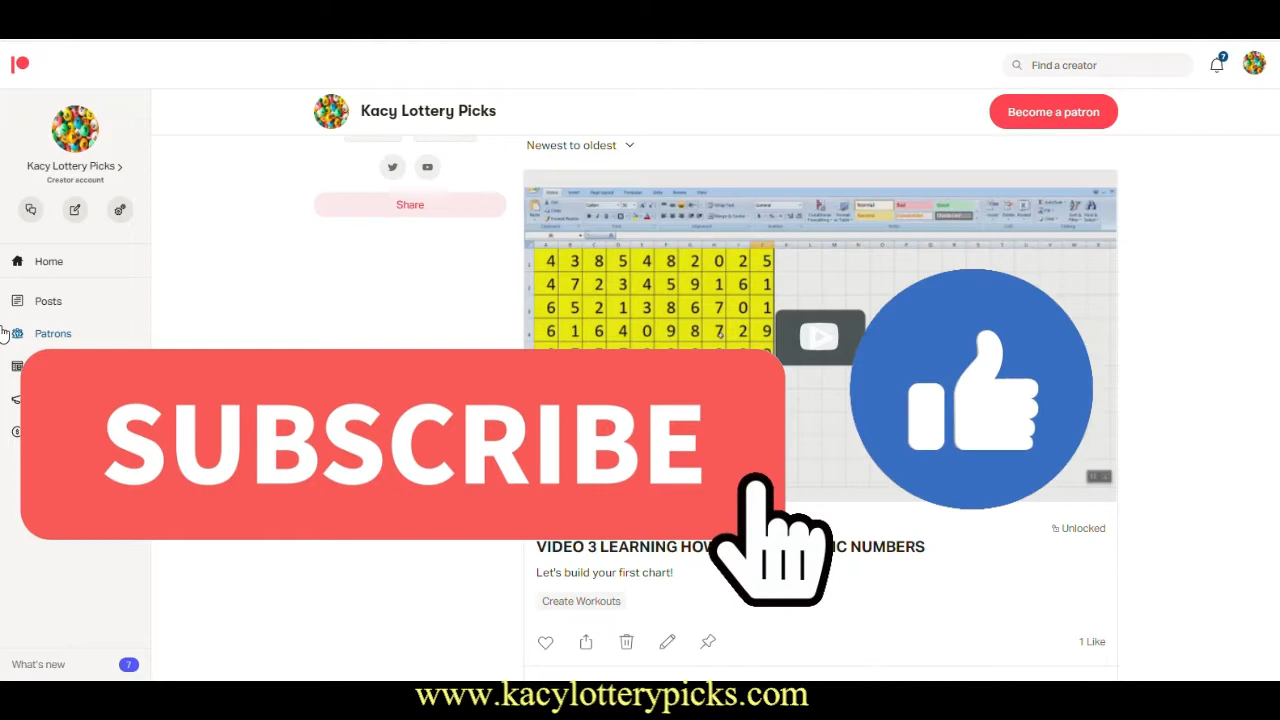 Find a creator
7
Kacy Lottery Picks
Become a patron
Kacy Lottery Picks
Creator account
Newest to oldest
Share
Home
Posts
Patrons
4 3 8 5 4 8 2 0 2 5
4 7 2 3 4 5 9 1 6 1
6 5 2 1 3 8 6 7 0 1
6 1 6 4 0 9 8 7 2 9
SUBSCRIBE
Unlocked
VIDEO 3 LEARNING HOW IC NUMBERS
Let's build your first chart!
Create Workouts
1 Like
What's new
7
www.kacylotterypicks.com